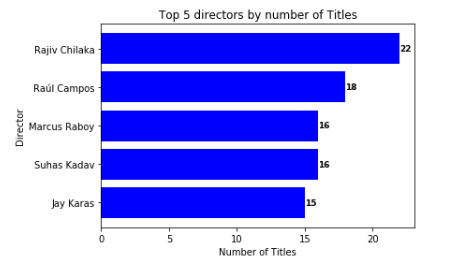 Top 5 directors by number of Titles
Director
Rajiv Chilaka 22
Raúl Campos 18
Marcus Raboy 16
Suhas Kadav 16
Jay Karas 15
0 5 10 15 20
Number of Titles